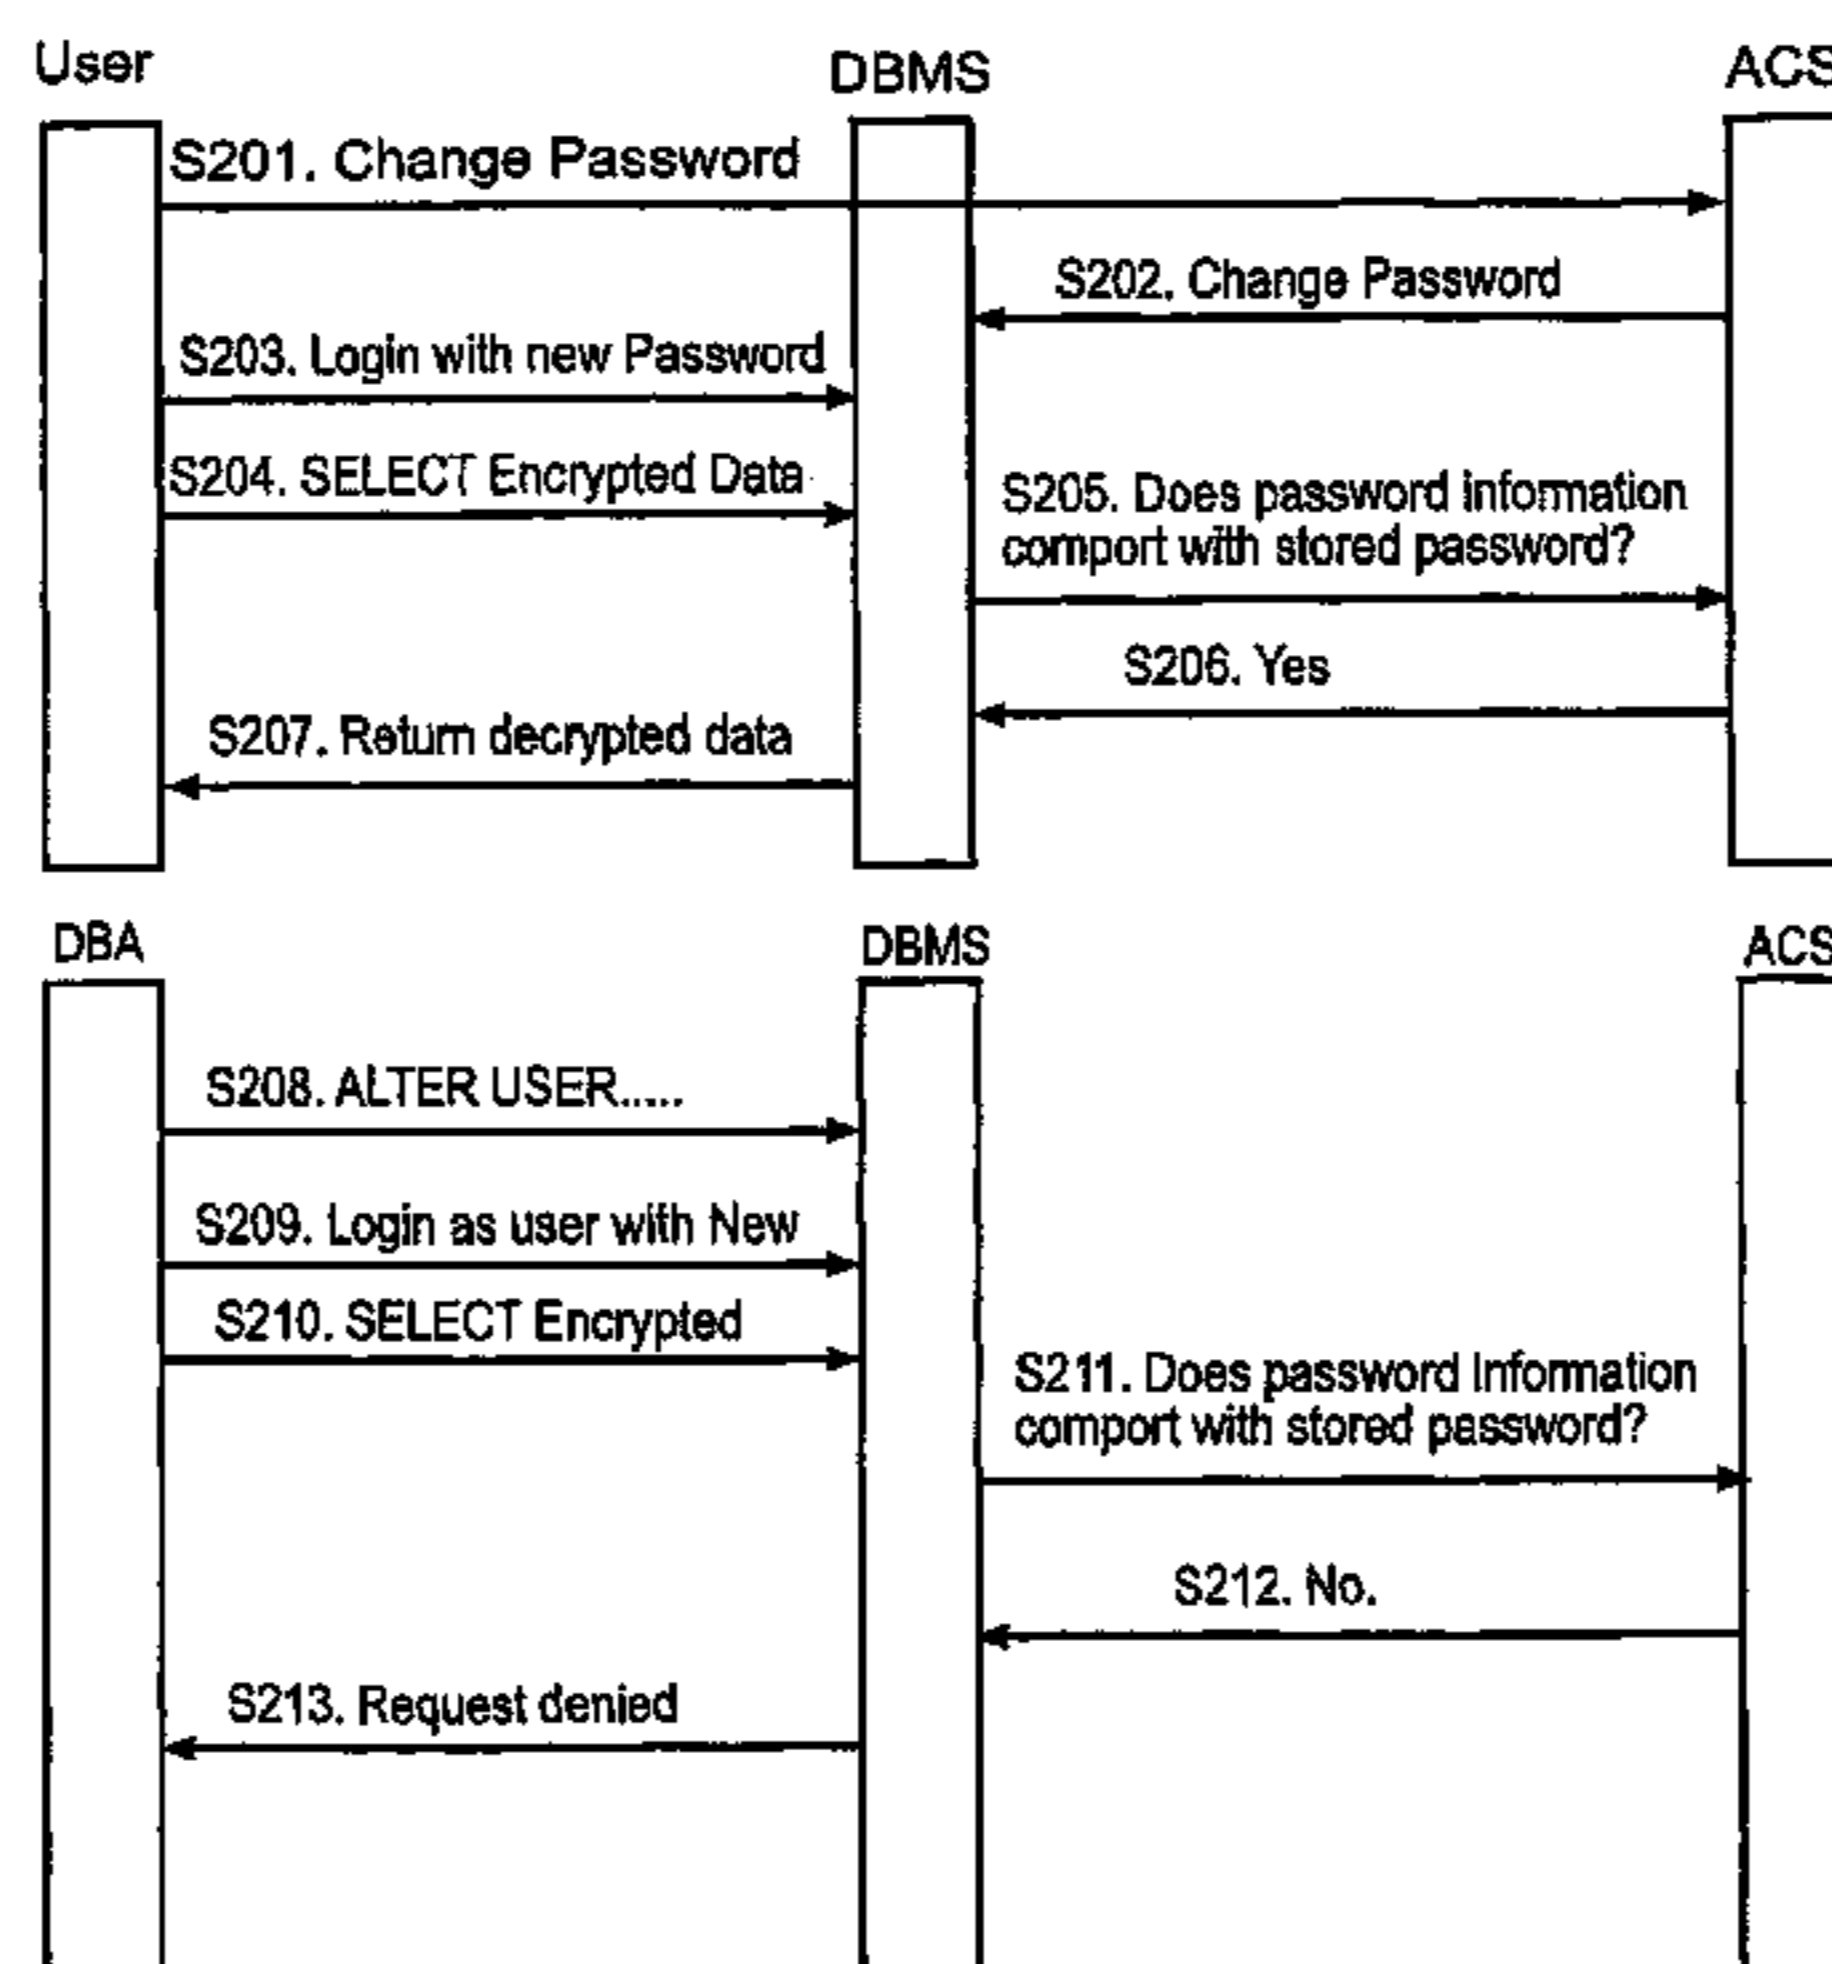 User DBMS ACS
S201. Change Password
S202. Change Password
S203. Login with new Password
S204. SELECT Encrypted Data
S205. Does password information
comport with stored password?
S206. Yes
S207. Return decrypted data
DBA DBMS ACS
S208. ALTER USER.....
S209. Login as user with New
S210. SELECT Encrypted
S211. Does password Information
comport with stored password?
S212. No.
S213. Request denied